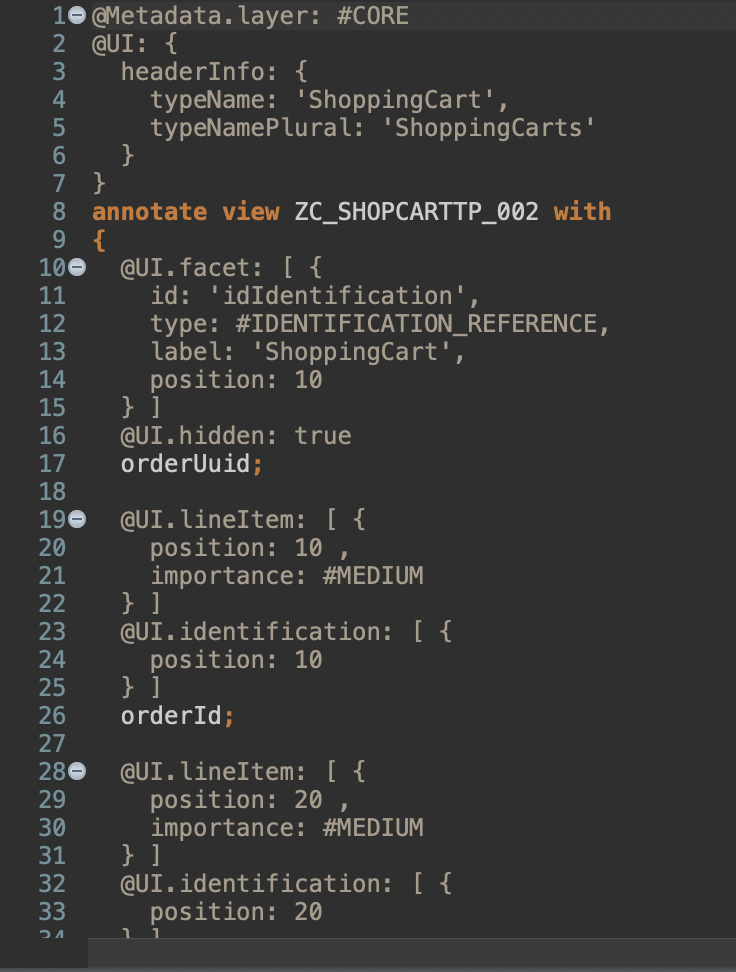 1 @Metadata.layer: #CORE
2 @UI: {
3 headerInfo: {
4 typeName: 'ShoppingCart',
5 typeNamePlural: 'ShoppingCarts'
6 }
7 }
8 annotate view ZC_SHOPCARTTP_002 with
9 {
10 @UI.facet: [ {
11 id: 'idIdentification',
12 type: #IDENTIFICATION_REFERENCE,
13 label: 'ShoppingCart',
14 position: 10
15 } ]
16 @UI.hidden: true
17 orderUuid;
18
19 @UI.lineItem: [ {
20 position: 10 ,
21 importance: #MEDIUM
22 } ]
23 @UI.identification: [ {
24 position: 10
25 } ]
26 orderId;
27
28 @UI.lineItem: [ {
29 position: 20 ,
30 importance: #MEDIUM
31 } ]
32 @UI.identification: [ {
33 position: 20
34 } ]